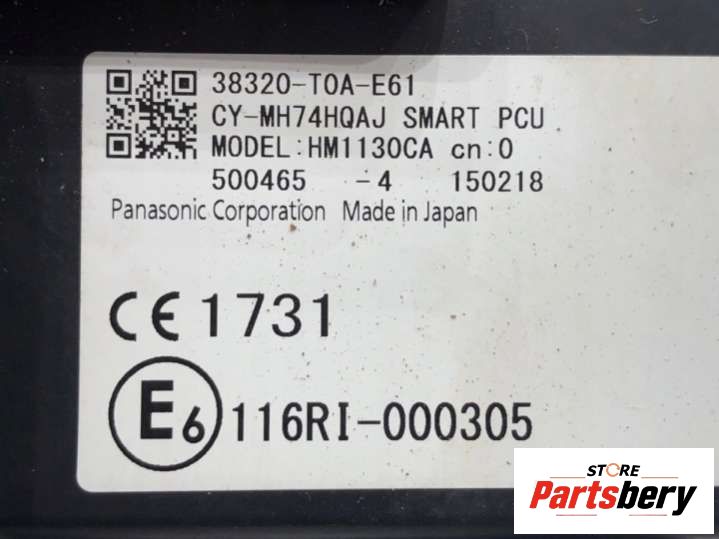 38320-T0A-E61
CY-MH74HQAJ SMART PCU
MODEL:HM1130CA cn:0
500465 -4 150218
Panasonic Corporation Made in Japan
CE 1731
E6 116RI-000305
STORE
Partsbery